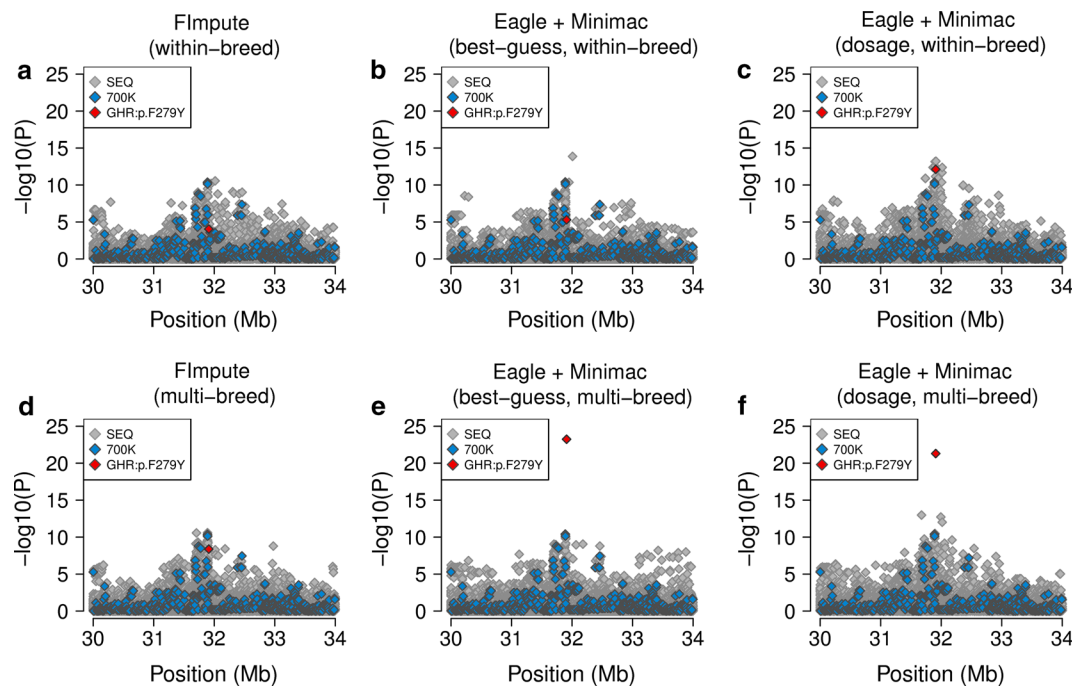 FImpute
(within−breed)
a
25
20
15
10
5
0
−log10(P)
SEQ
700K
GHR:p.F279Y
30 31 32 33 34
Position (Mb)
Eagle + Minimac
(best−guess, within−breed)
b
25
20
15
10
5
0
−log10(P)
SEQ
700K
GHR:p.F279Y
30 31 32 33 34
Position (Mb)
Eagle + Minimac
(dosage, within−breed)
c
25
20
15
10
5
0
−log10(P)
SEQ
700K
GHR:p.F279Y
30 31 32 33 34
Position (Mb)
FImpute
(multi−breed)
d
25
20
15
10
5
0
−log10(P)
SEQ
700K
GHR:p.F279Y
30 31 32 33 34
Position (Mb)
Eagle + Minimac
(best−guess, multi−breed)
e
25
20
15
10
5
0
−log10(P)
SEQ
700K
GHR:p.F279Y
30 31 32 33 34
Position (Mb)
Eagle + Minimac
(dosage, multi−breed)
f
25
20
15
10
5
0
−log10(P)
SEQ
700K
GHR:p.F279Y
30 31 32 33 34
Position (Mb)